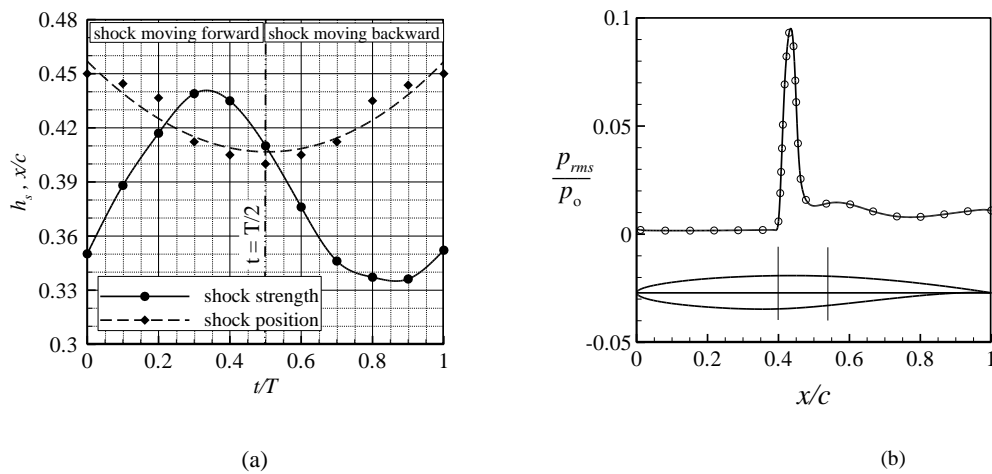 0.48
0.45
0.42
0.39
0.36
0.33
0.3
h_s , x/c
shock moving forward
shock moving backward
t = T/2
shock strength
shock position
0 0.2 0.4 0.6 0.8 1
t/T
(a)
0.1
0.05
0
-0.05
p_rms
p_o
0 0.2 0.4 0.6 0.8 1
x/c
(b)